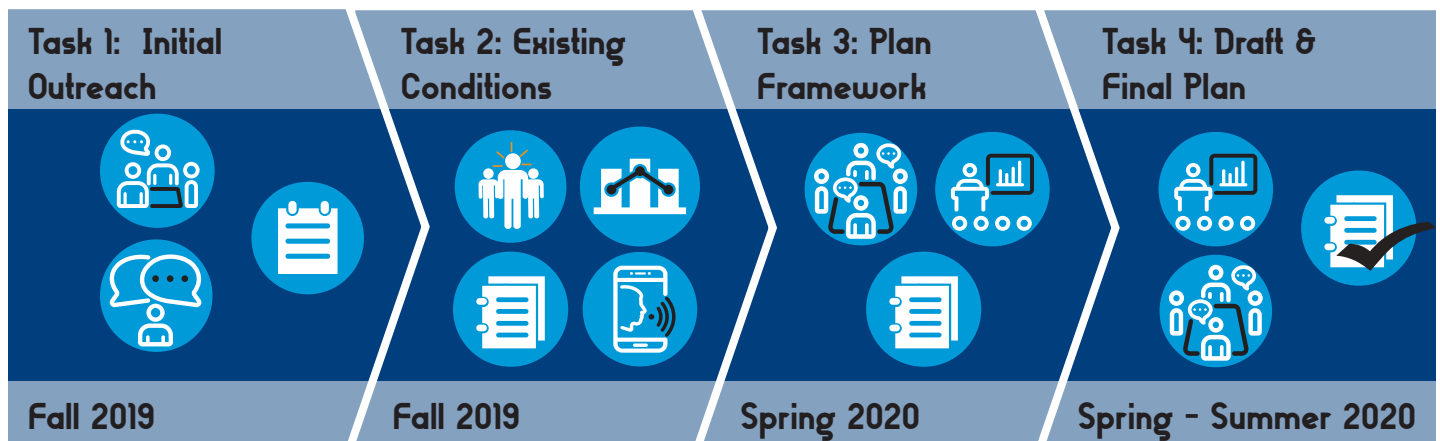 Task 1: Initial
Outreach
Task 2: Existing
Conditions
Task 3: Plan
Framework
Task 4: Draft &
Final Plan
Fall 2019
Fall 2019
Spring 2020
Spring - Summer 2020